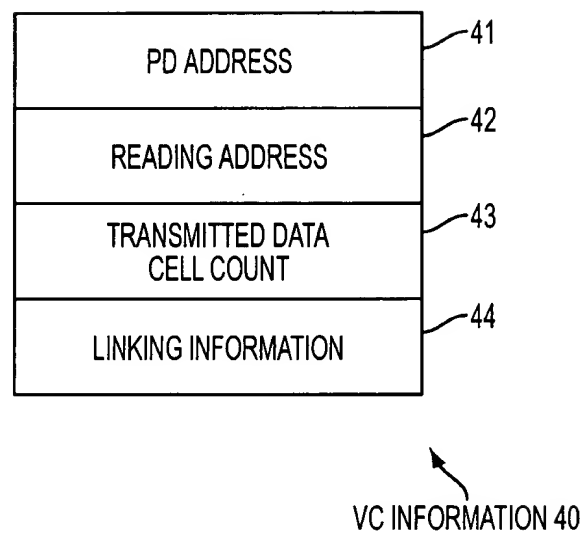 41
PD ADDRESS
42
READING ADDRESS
43
TRANSMITTED DATA
CELL COUNT
44
LINKING INFORMATION
VC INFORMATION 40